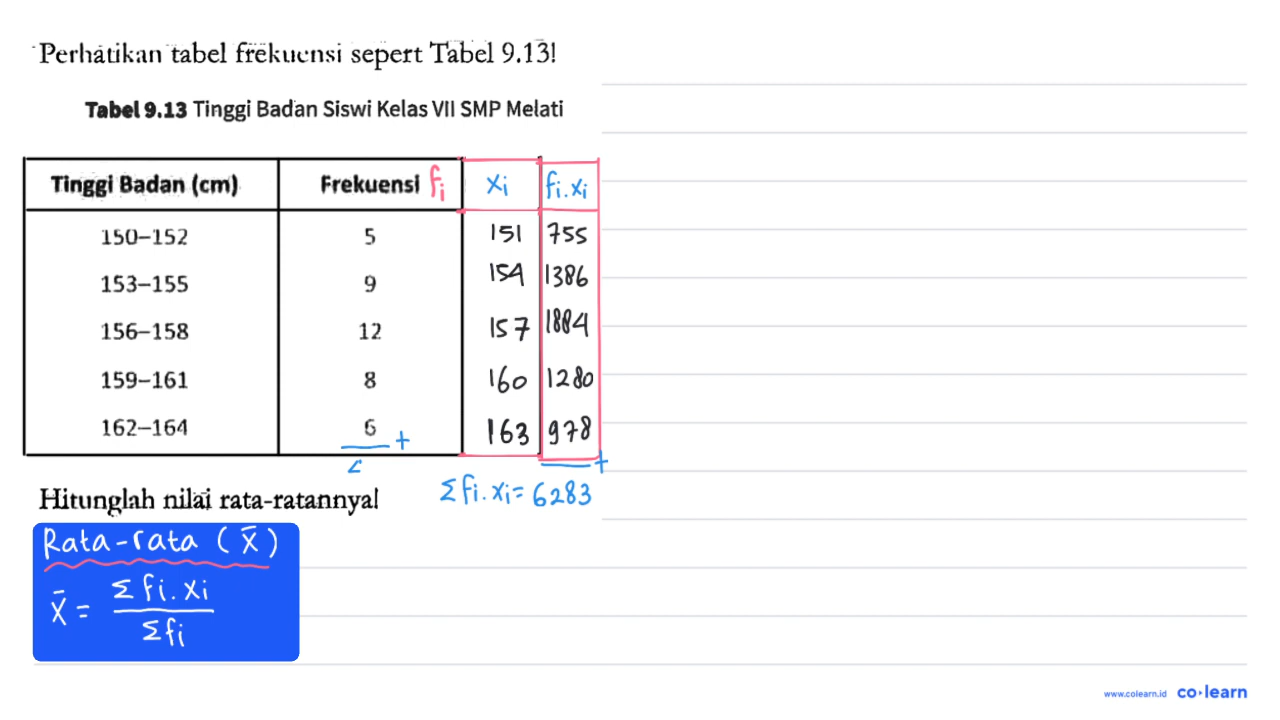 Perhatikan tabel frekuensi sepert Tabel 9.13!
Tabel 9.13 Tinggi Badan Siswi Kelas VII SMP Melati
Tinggi Badan (cm) Frekuensi fi xi fi.xi
150–152 5 151 755
153–155 9 154 1386
156–158 12 157 1884
159–161 8 160 1280
162–164 6 + 163 978 +
Σfi.xi= 6283
Hitunglah nilai rata-ratannya!
Rata-rata (x̄)
x̄ = Σfi.xi
Σfi
www.colearn.id co·learn